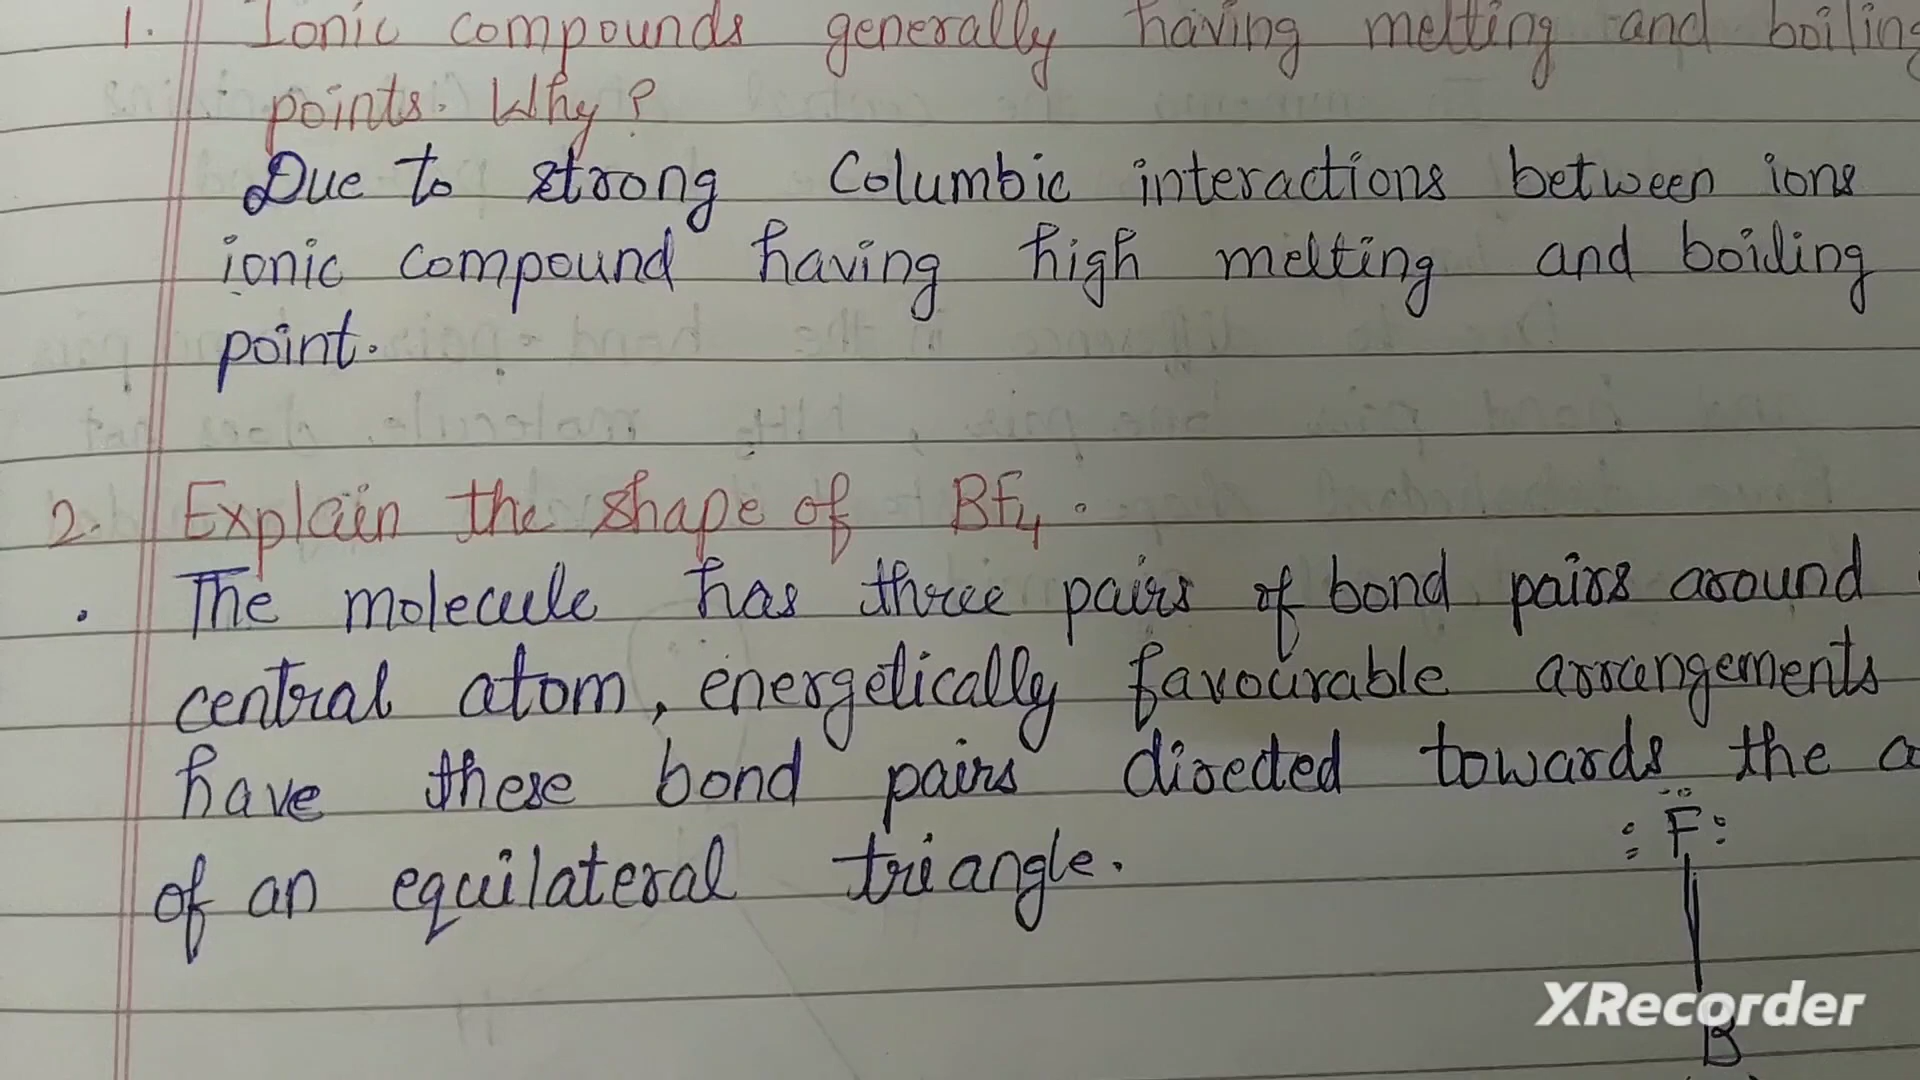 1. Ionic compounds generally having melting and boiling
points. Why?
Due to strong Columbic interactions between ions
ionic compound having high melting and boiling
point.
2. Explain the shape of BF4.
. The molecule has three pairs of bond pairs around
central atom, energetically favourable arrangements
have these bond pairs directed towards the
of an equilateral triangle.
F
XRecorder
B